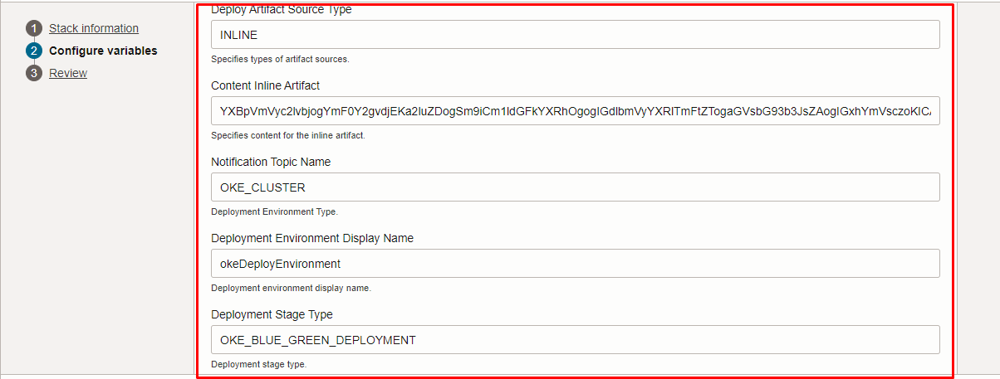 Deploy Artifact Source Type
1 Stack information
INLINE
2 Configure variables
Specifies types of artifact sources.
3 Review
Content Inline Artifact
YXBpVmVyc2lvbjogYmF0Y2gvdjEKa2luZDogSm9iCm1ldGFkYXRhOgogIGdlbmVyYXRlTmFtZTogaGVsbG93b3JsZAogIGxhYmVsczoKICA
Specifies content for the inline artifact.
Notification Topic Name
OKE_CLUSTER
Deployment Environment Type.
Deployment Environment Display Name
okeDeployEnvironment
Deployment environment display name.
Deployment Stage Type
OKE_BLUE_GREEN_DEPLOYMENT
Deployment stage type.